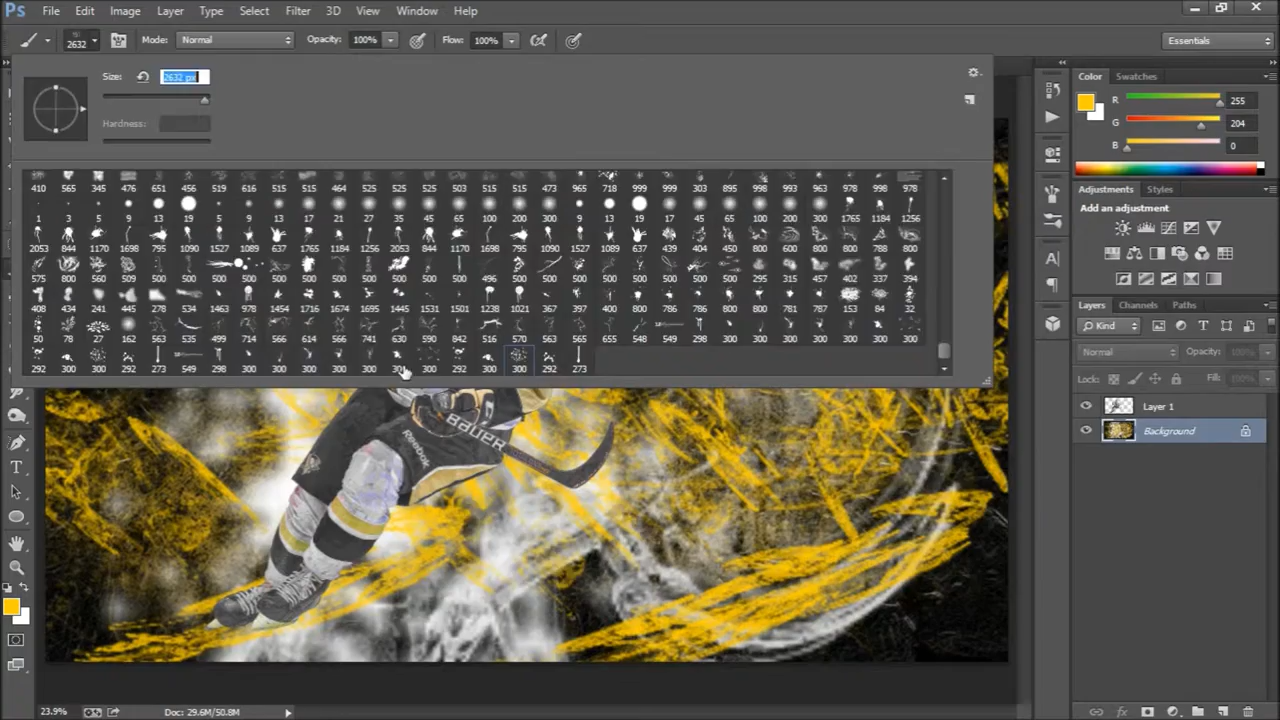 Ps File Edit Image Layer Type Select Filter 3D View Window Help
2632 Mode: Normal Opacity: 100% Flow: 100% Essentials
Size: 2632 px
Hardness:
Color Swatches
R 255
G 204
B 0
Adjustments Styles
Add an adjustment
Layers Channels Paths
Kind
Normal Opacity:
Lock: Fill:
Layer 1
Background
410 565 345 476 651 456 519 616 515 515 464 525 525 525 503 515 515 473 965 718 999 999 303 895 998 993 963 978 998 978
1 3 5 9 13 19 5 9 13 17 21 27 35 45 65 100 200 300 9 13 19 17 45 65 100 200 300 1765 1184 1256
2053 844 1170 1698 795 1090 1527 1089 637 1765 1184 1256 2053 844 1170 1698 795 1090 1527 1089 637 439 404 450 800 600 800 800 788 800
575 800 560 509 500 500 500 500 500 500 500 500 500 500 500 496 500 500 500 500 500 500 500 500 295 315 457 402 337 394
408 434 241 445 278 534 1463 978 1454 1716 1674 1695 1445 1531 1501 1238 1021 367 397 400 800 786 786 800 1787 1787 153 84 32
50 78 27 162 563 535 499 714 566 614 566 741 630 590 842 516 570 563 565 655 548 549 298 300 300 300 300 300 300 300
292 300 300 292 273 549 298 300 300 300 300 300 300 300 292 300 300 292 273
BAUER
Reebok
23.9% Doc: 29.6M/50.8M